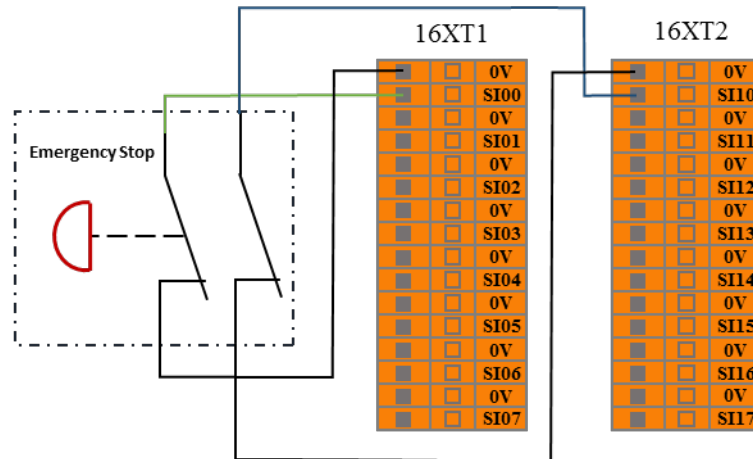 16XT1
16XT2
Emergency Stop
0V
SI00
0V
SI01
0V
SI02
0V
SI03
0V
SI04
0V
SI05
0V
SI06
0V
SI07
0V
SI10
0V
SI11
0V
SI12
0V
SI13
0V
SI14
0V
SI15
0V
SI16
0V
SI17